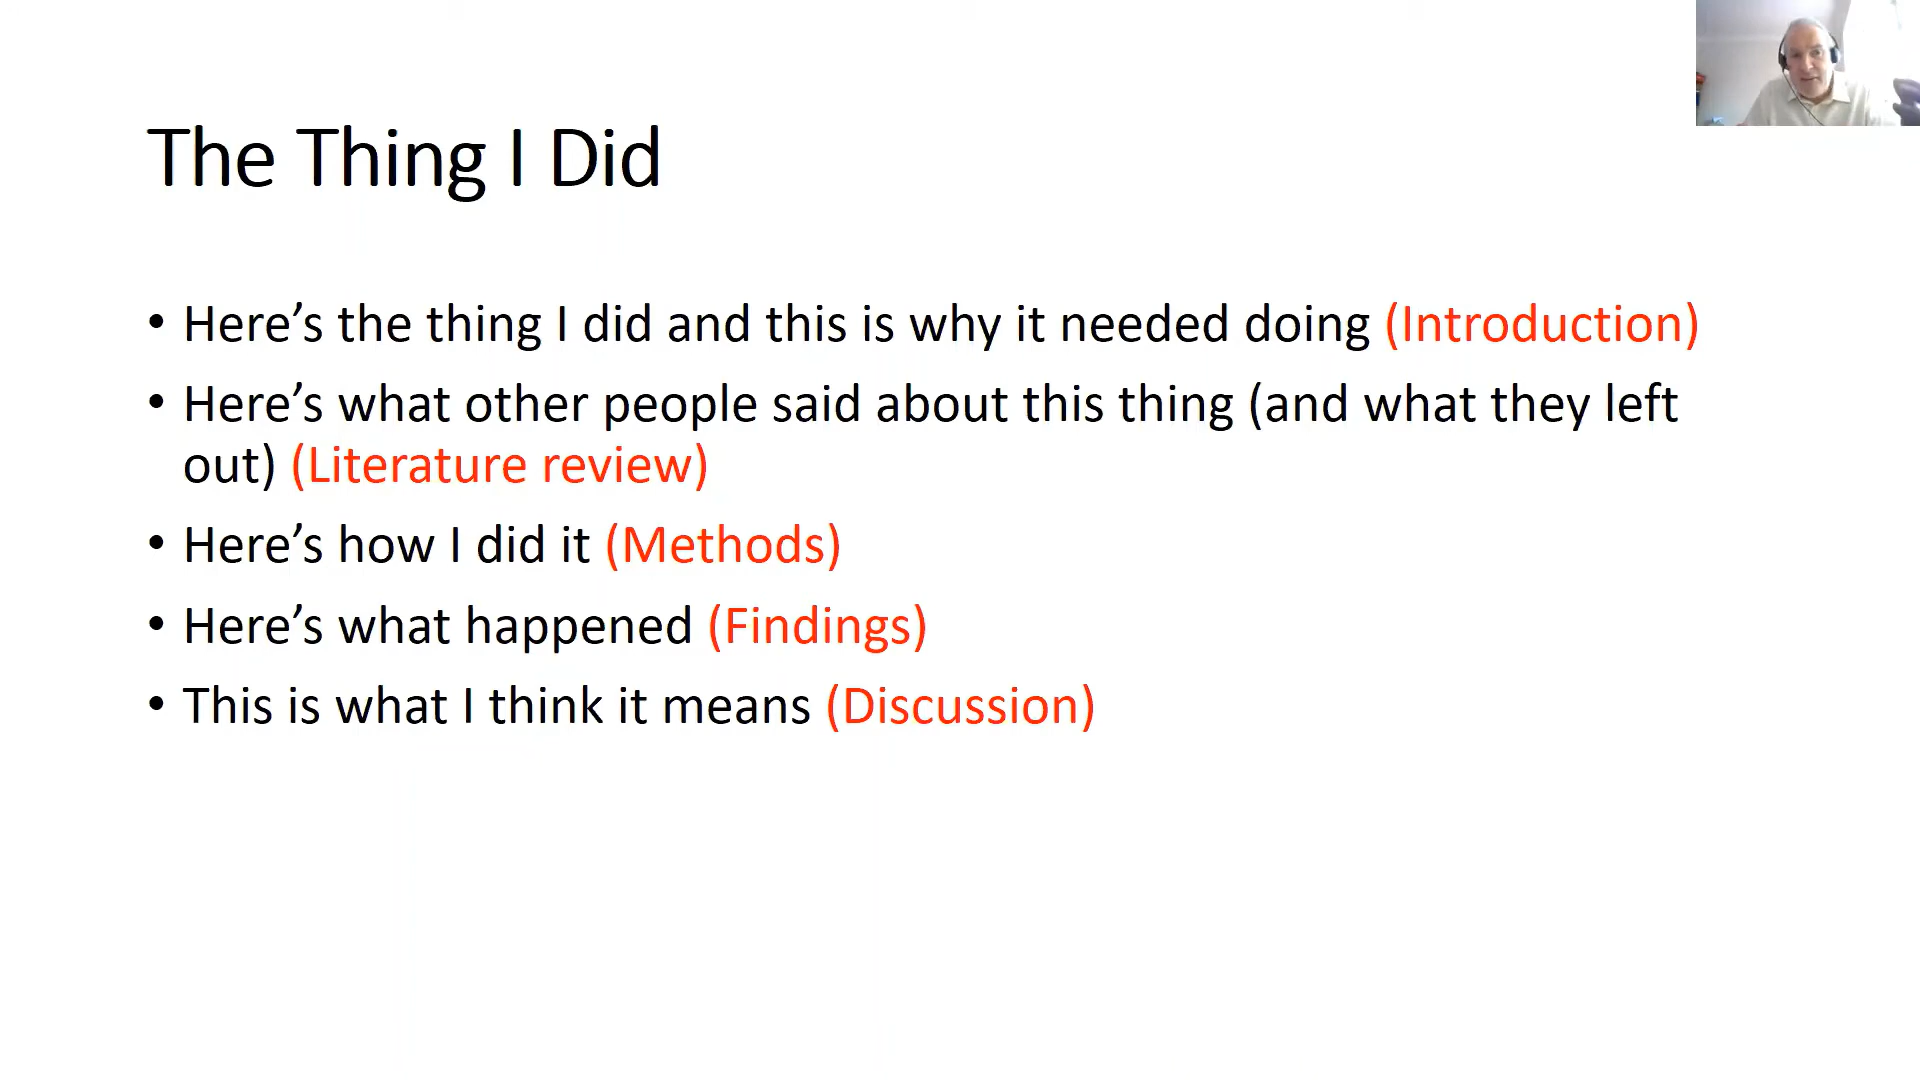 The Thing I Did
• Here’s the thing I did and this is why it needed doing (Introduction)
• Here’s what other people said about this thing (and what they left
out) (Literature review)
• Here’s how I did it (Methods)
• Here’s what happened (Findings)
• This is what I think it means (Discussion)